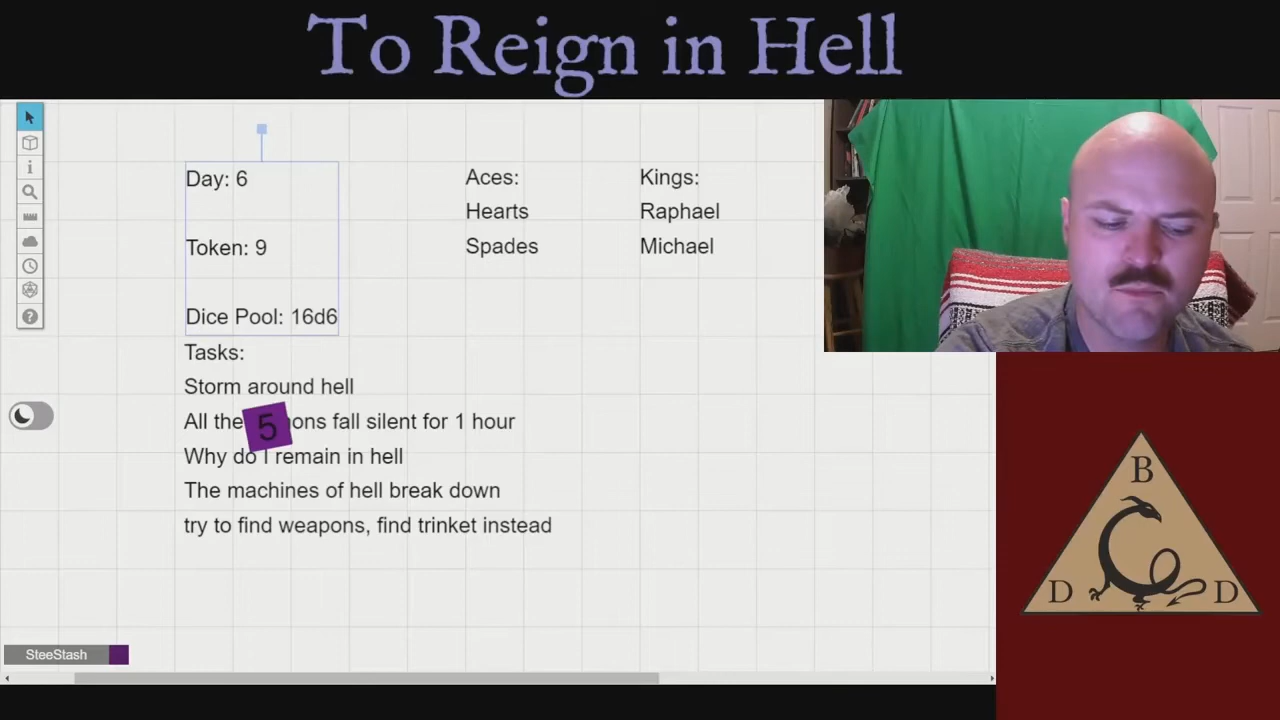 To Reign in Hell
Day: 6
Token: 9
Dice Pool: 16d6
Aces:
Hearts
Spades
Kings:
Raphael
Michael
Tasks:
Storm around hell
All the 5 ons fall silent for 1 hour
Why do I remain in hell
The machines of hell break down
try to find weapons, find trinket instead
SteeStash
B
C
D D